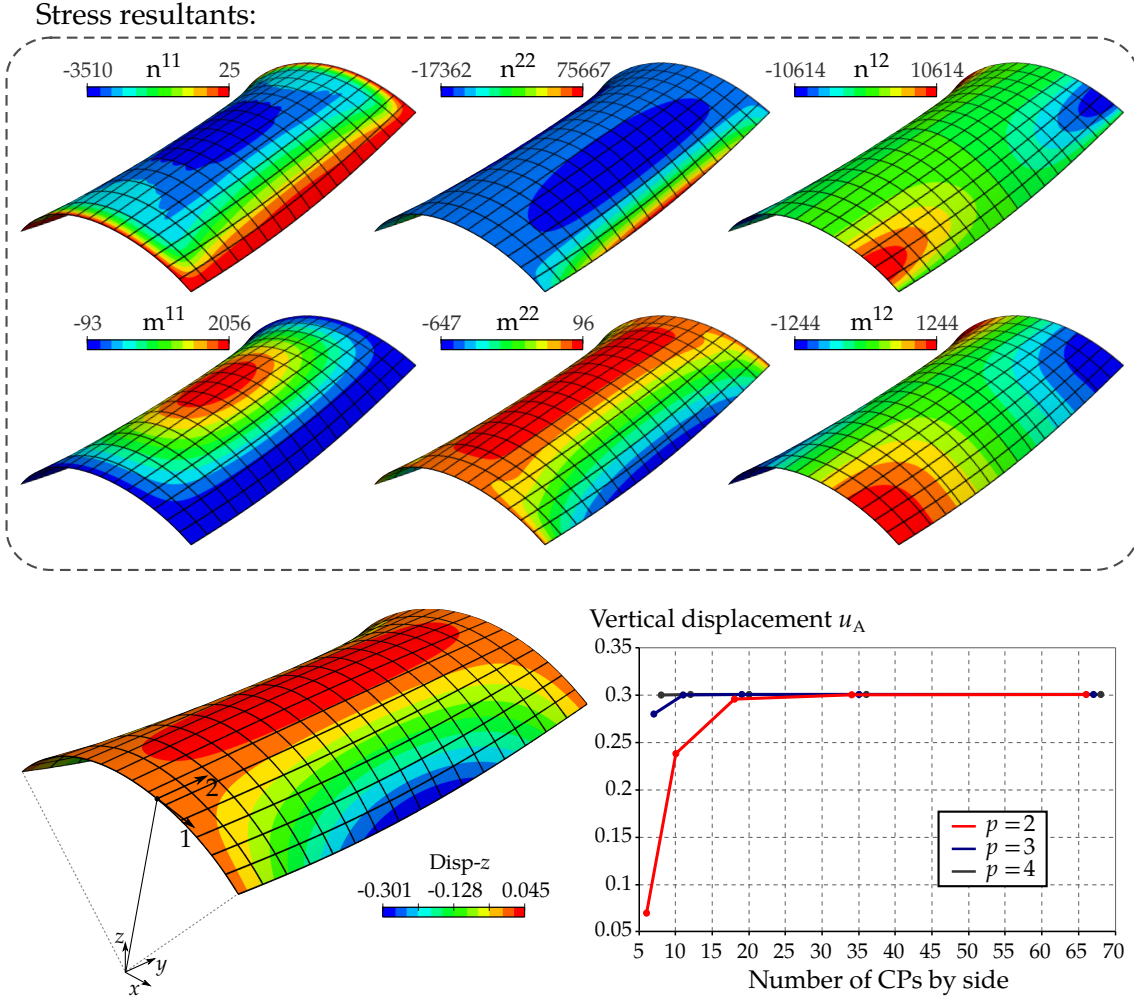 Stress resultants:
-3510 n¹¹ 25
-17362 n²² 75667
-10614 n¹² 10614
-93 m¹¹ 2056
-647 m²² 96
-1244 m¹² 1244
2
1
Disp-z
-0.301 -0.128 0.045
z
y
x
Vertical displacement u_A
0.35
0.3
0.25
0.2
0.15
0.1
0.05
5 10 15 20 25 30 35 40 45 50 55 60 65 70
p = 2
p = 3
p = 4
Number of CPs by side